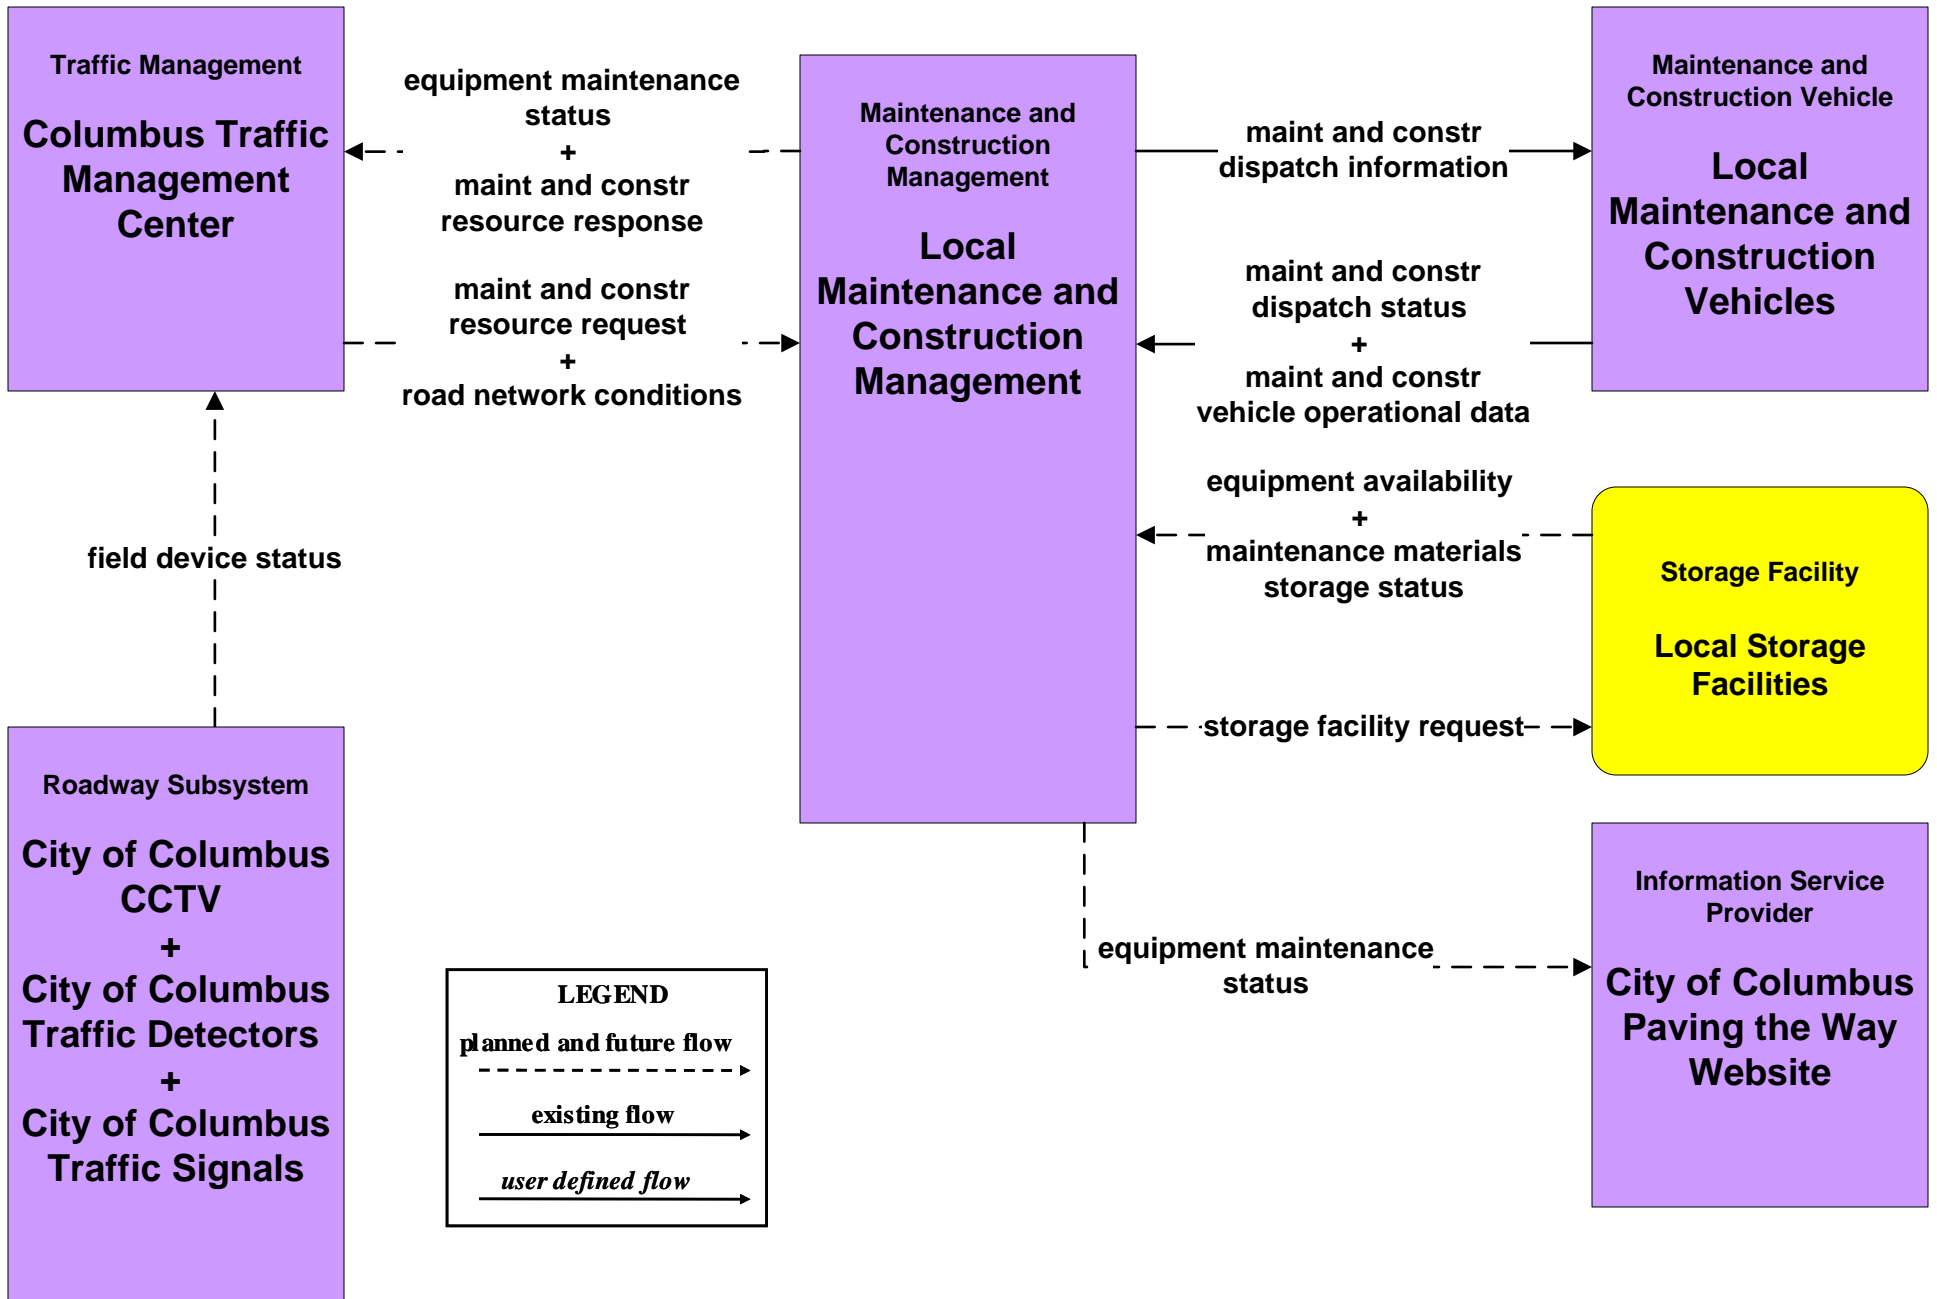 Traffic Management
Columbus Traffic
Management
Center
equipment maintenance
status
+
maint and constr
resource response
maint and constr
resource request
+
road network conditions
Maintenance and
Construction
Management
Local
Maintenance and
Construction
Management
maint and constr
dispatch information
maint and constr
dispatch status
+
maint and constr
vehicle operational data
Maintenance and
Construction Vehicle
Local
Maintenance and
Construction
Vehicles
equipment availability
+
maintenance materials
storage status
Storage Facility
Local Storage
Facilities
storage facility request
field device status
Roadway Subsystem
City of Columbus
CCTV
+
City of Columbus
Traffic Detectors
+
City of Columbus
Traffic Signals
LEGEND
planned and future flow
existing flow
user defined flow
equipment maintenance
status
Information Service
Provider
City of Columbus
Paving the Way
Website